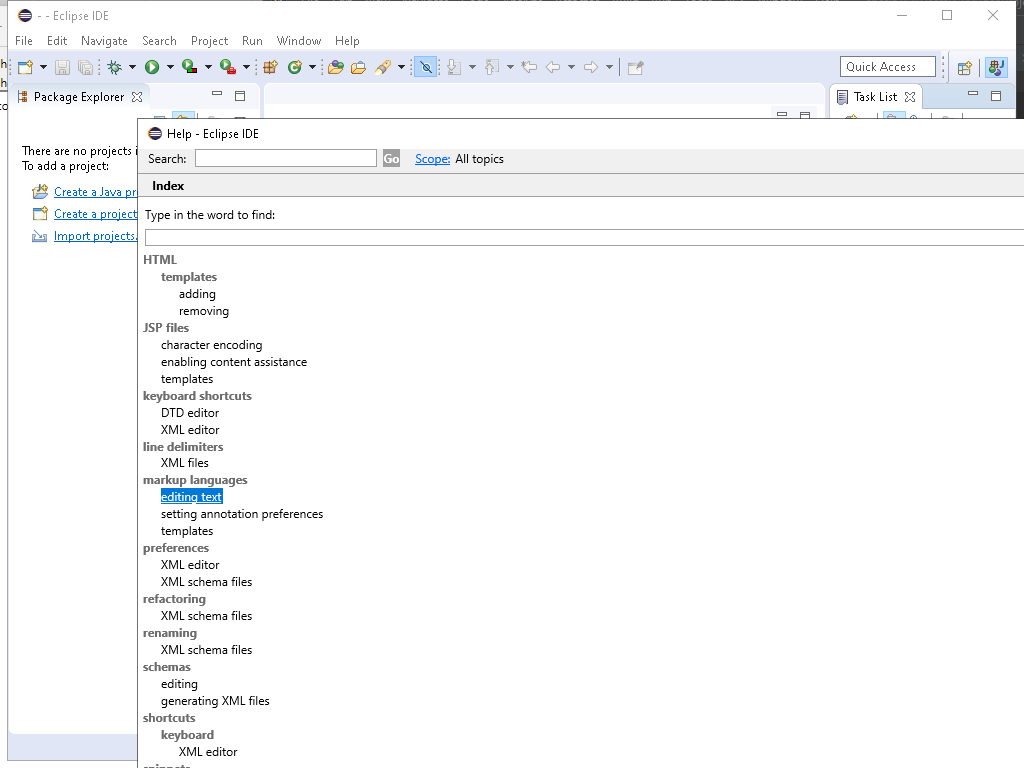 - - Eclipse IDE
File Edit Navigate Search Project Run Window Help
Quick Access
Package Explorer
Task List
There are no projects i
To add a project:
Create a Java pr
Create a project
Import projects.
Help - Eclipse IDE
Search: Go Scope: All topics
Index
Type in the word to find:
HTML
templates
adding
removing
JSP files
character encoding
enabling content assistance
templates
keyboard shortcuts
DTD editor
XML editor
line delimiters
XML files
markup languages
editing text
setting annotation preferences
templates
preferences
XML editor
XML schema files
refactoring
XML schema files
renaming
XML schema files
schemas
editing
generating XML files
shortcuts
keyboard
XML editor